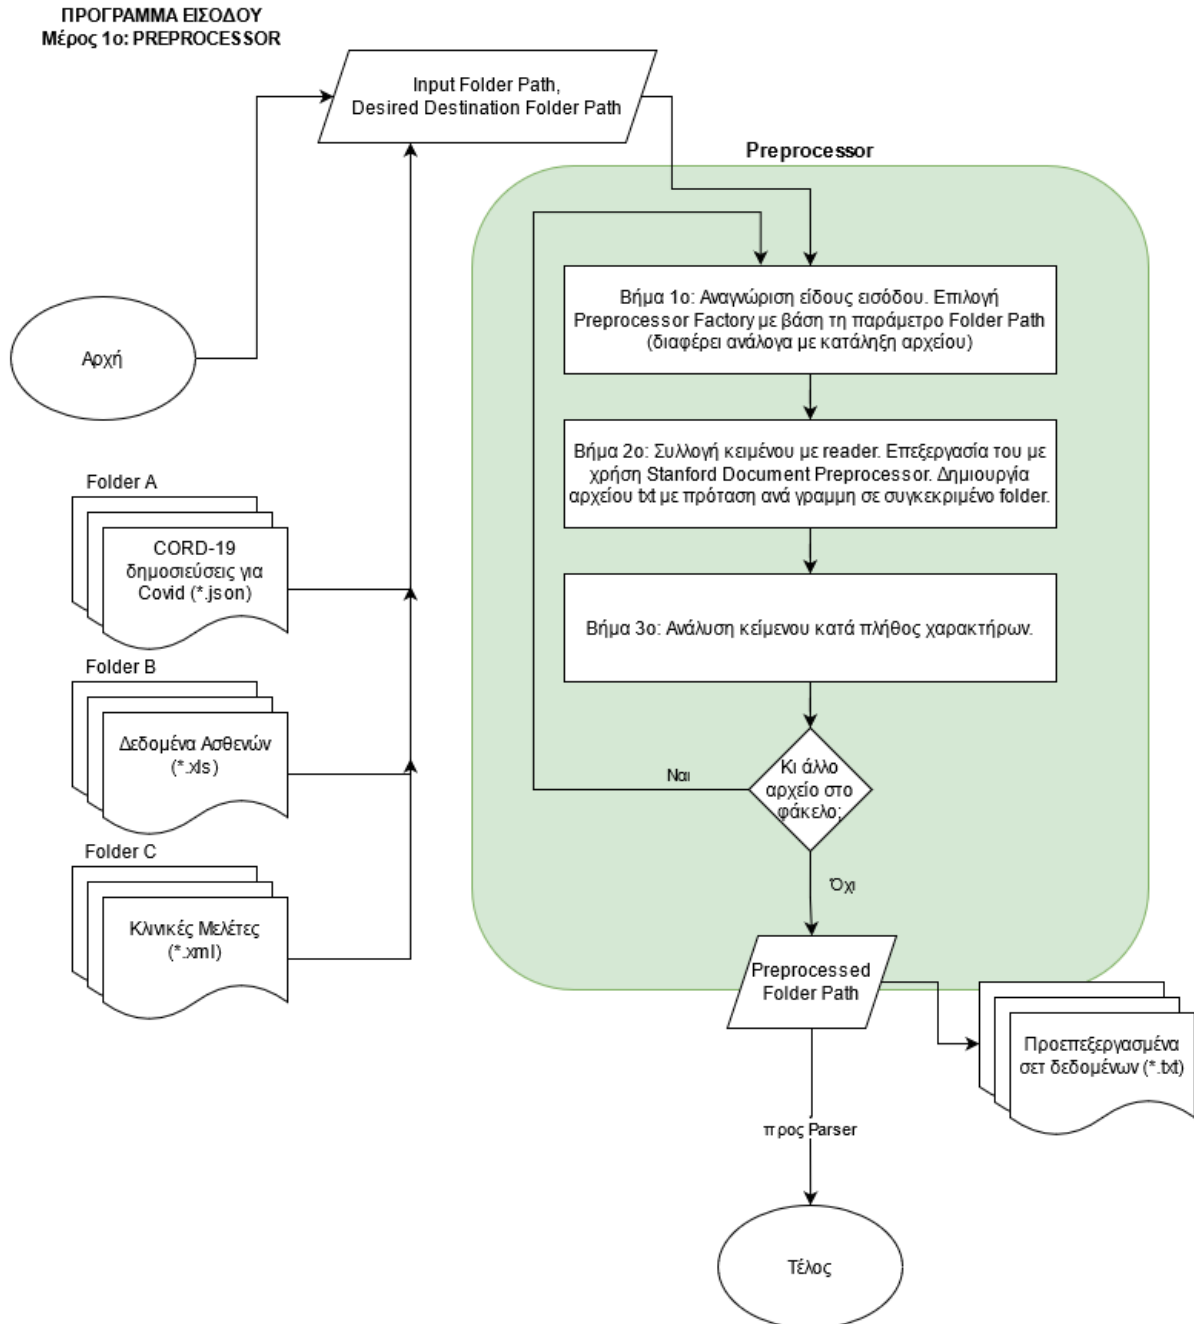 ΠΡΟΓΡΑΜΜΑ ΕΙΣΟΔΟΥ
Μέρος 1ο: PREPROCESSOR
Input Folder Path,
Desired Destination Folder Path
Preprocessor
Βήμα 1ο: Αναγνώριση είδους εισόδου. Επιλογή
Preprocessor Factory με βάση τη παράμετρο Folder Path
(διαφέρει ανάλογα με κατάληξη αρχείου)
Αρχή
Βήμα 2ο: Συλλογή κειμένου με reader. Επεξεργασία του με
χρήση Stanford Document Preprocessor. Δημιουργία
αρχείου txt με πρόταση ανά γραμμη σε συγκεκριμένο folder.
Folder A
CORD-19
δημοσιεύσεις για
Covid (*.json)
Βήμα 3ο: Ανάλυση κείμενου κατά πλήθος χαρακτήρων.
Folder B
Δεδομένα Ασθενών
(*.xls)
Ναι
Κι άλλο
αρχείο στο
φάκελο;
Folder C
Κλινικές Μελέτες
(*.xml)
Όχι
Preprocessed
Folder Path
Προεπεξεργασμένα
σετ δεδομένων (*.txt)
προς Parser
Τέλος